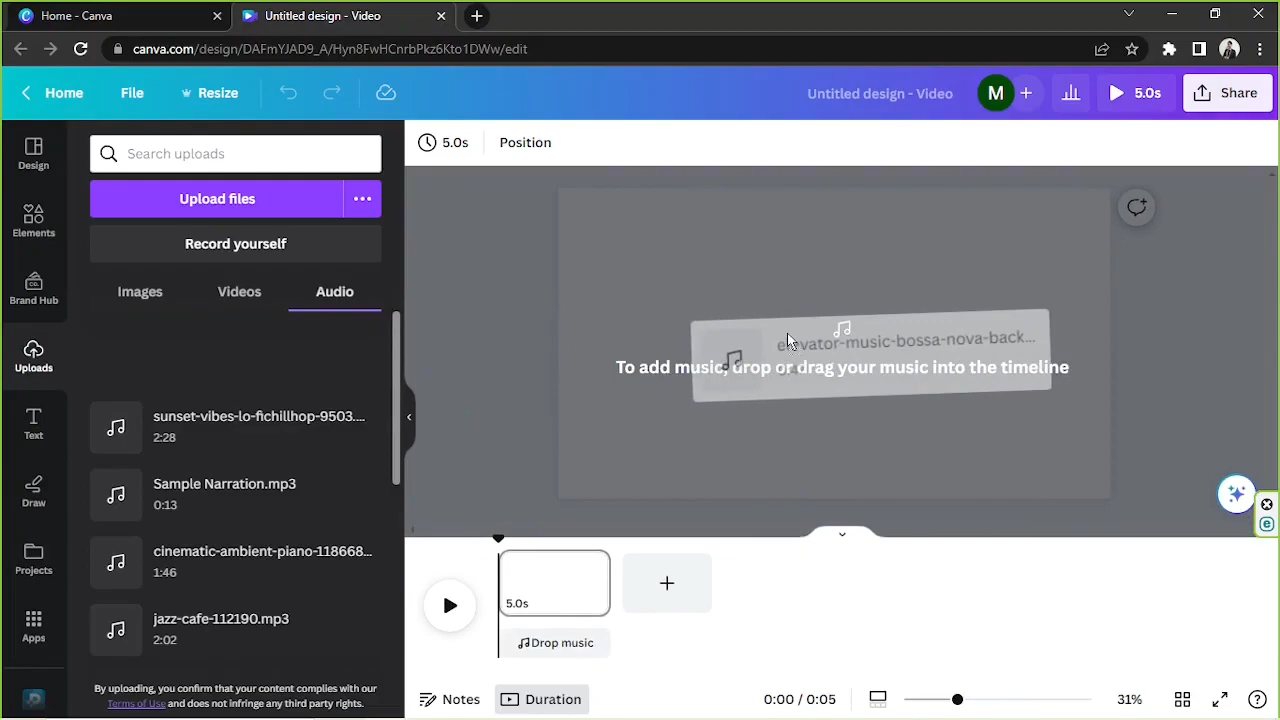 Home - Canva
Untitled design - Video
canva.com/design/DAFmYJAD9_A/Hyn8FwHCnrbPkz6Kto1DWw/edit
Home
File
Resize
Untitled design - Video
M
5.0s
Share
Design
Elements
Brand Hub
Uploads
Text
Draw
Projects
Apps
Search uploads
Upload files
Record yourself
Images
Videos
Audio
sunset-vibes-lo-fichillhop-9503....
2:28
Sample Narration.mp3
0:13
cinematic-ambient-piano-118668...
1:46
jazz-cafe-112190.mp3
2:02
By uploading, you confirm that your content complies with our
Terms of Use and does not infringe any third party rights.
5.0s
Position
elevator-music-bossa-nova-back...
To add music, drop or drag your music into the timeline
5.0s
Drop music
Notes
Duration
0:00 / 0:05
31%